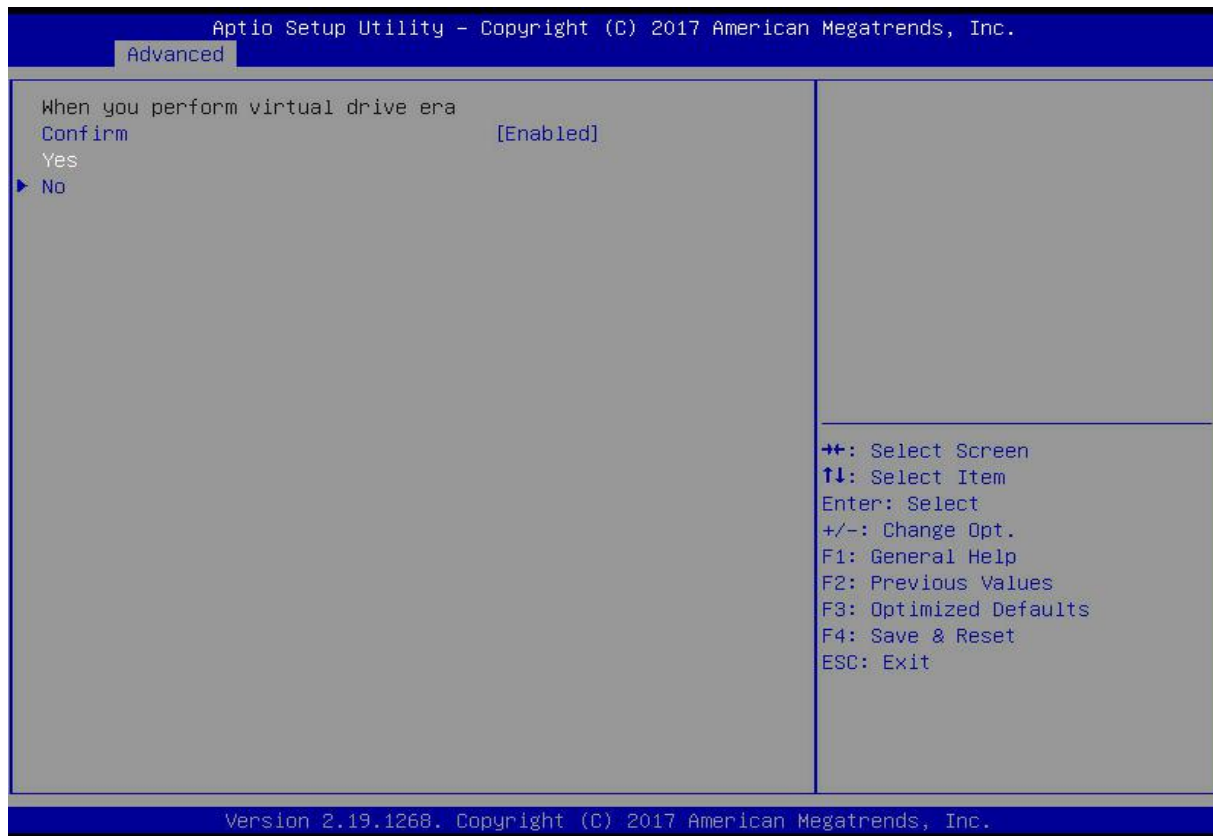 Aptio Setup Utility – Copyright (C) 2017 American Megatrends, Inc.
Advanced
When you perform virtual drive era
Confirm [Enabled]
Yes
No
→←: Select Screen
↑↓: Select Item
Enter: Select
+/-: Change Opt.
F1: General Help
F2: Previous Values
F3: Optimized Defaults
F4: Save & Reset
ESC: Exit
Version 2.19.1268. Copyright (C) 2017 American Megatrends, Inc.